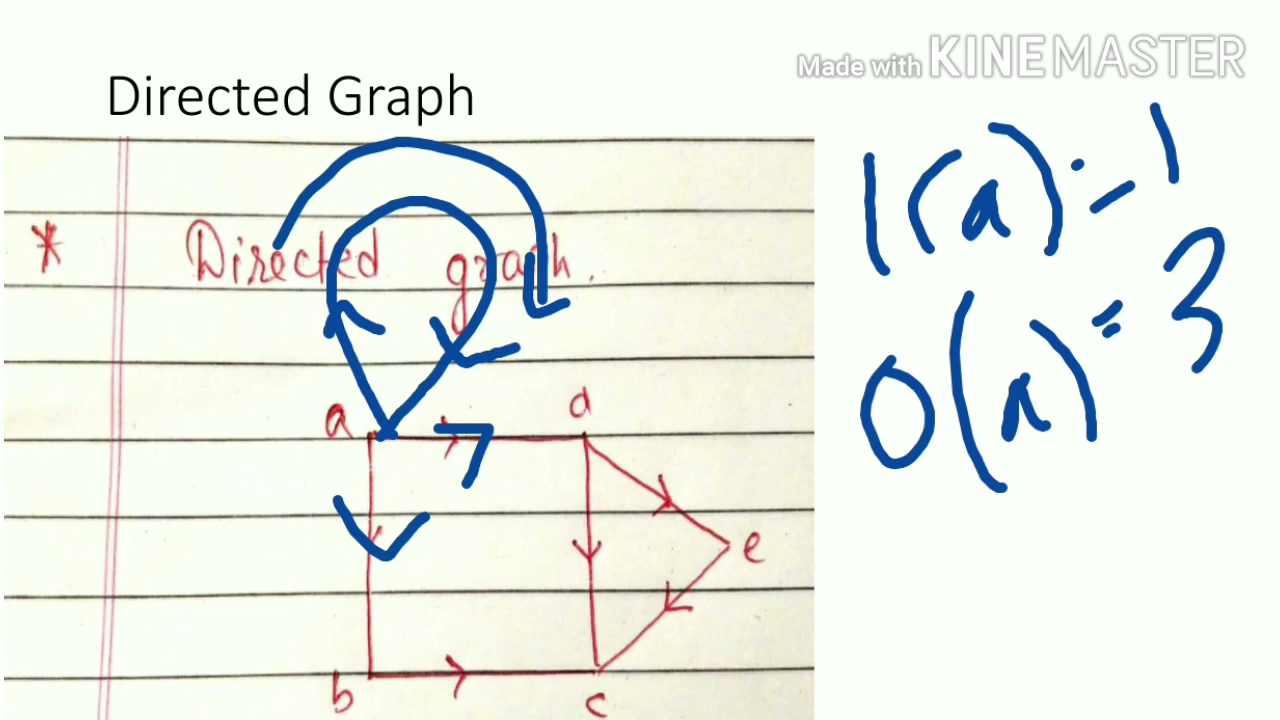 Made with KINEMASTER
Directed Graph
* Directed graph.
I(a) = 1
O(a) = 3
a
d
e
b
c